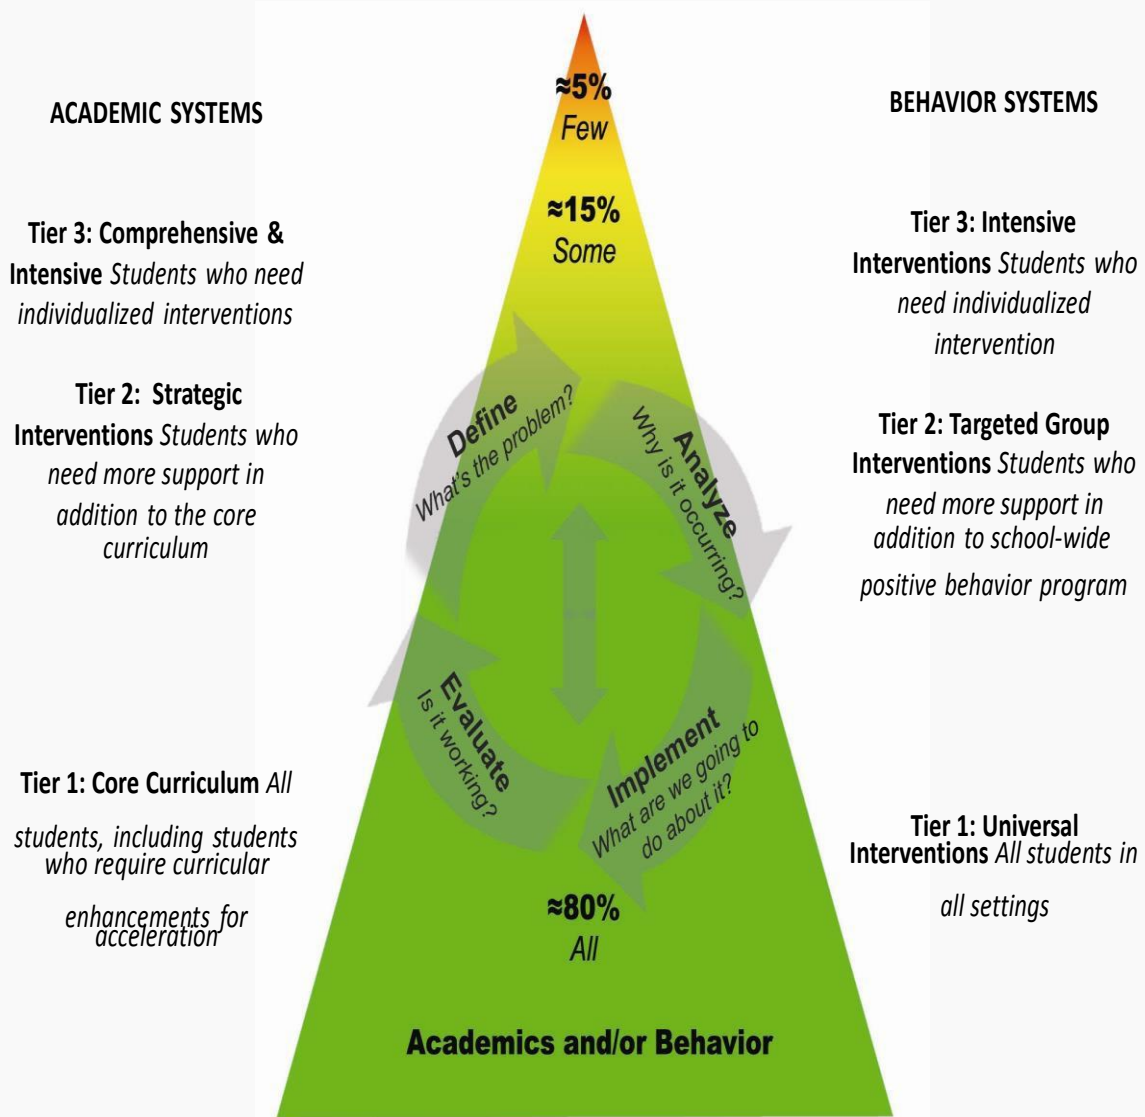 ACADEMIC SYSTEMS
Tier 3: Comprehensive &
Intensive Students who need
individualized interventions
Tier 2: Strategic
Interventions Students who
need more support in
addition to the core
curriculum
Tier 1: Core Curriculum All
students, including students
who require curricular
enhancements for
acceleration
≈5%
Few
≈15%
Some
Define
What's the problem?
Analyze
Why is it occurring?
Implement
What are we going to
do about it?
Evaluate
Is it working?
≈80%
All
Academics and/or Behavior
BEHAVIOR SYSTEMS
Tier 3: Intensive
Interventions Students who
need individualized
intervention
Tier 2: Targeted Group
Interventions Students who
need more support in
addition to school-wide
positive behavior program
Tier 1: Universal
Interventions All students in
all settings